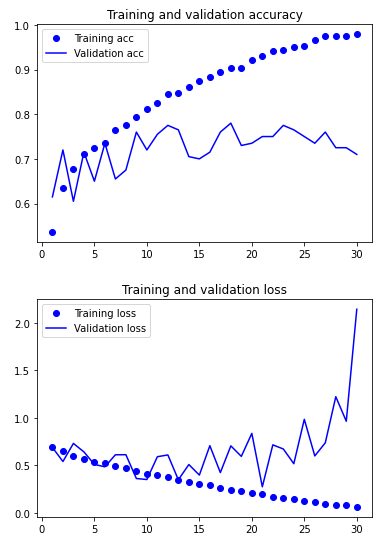 Training and validation accuracy
Training acc
Validation acc
1.0
0.9
0.8
0.7
0.6
0 5 10 15 20 25 30
Training and validation loss
Training loss
Validation loss
2.0
1.5
1.0
0.5
0.0
0 5 10 15 20 25 30